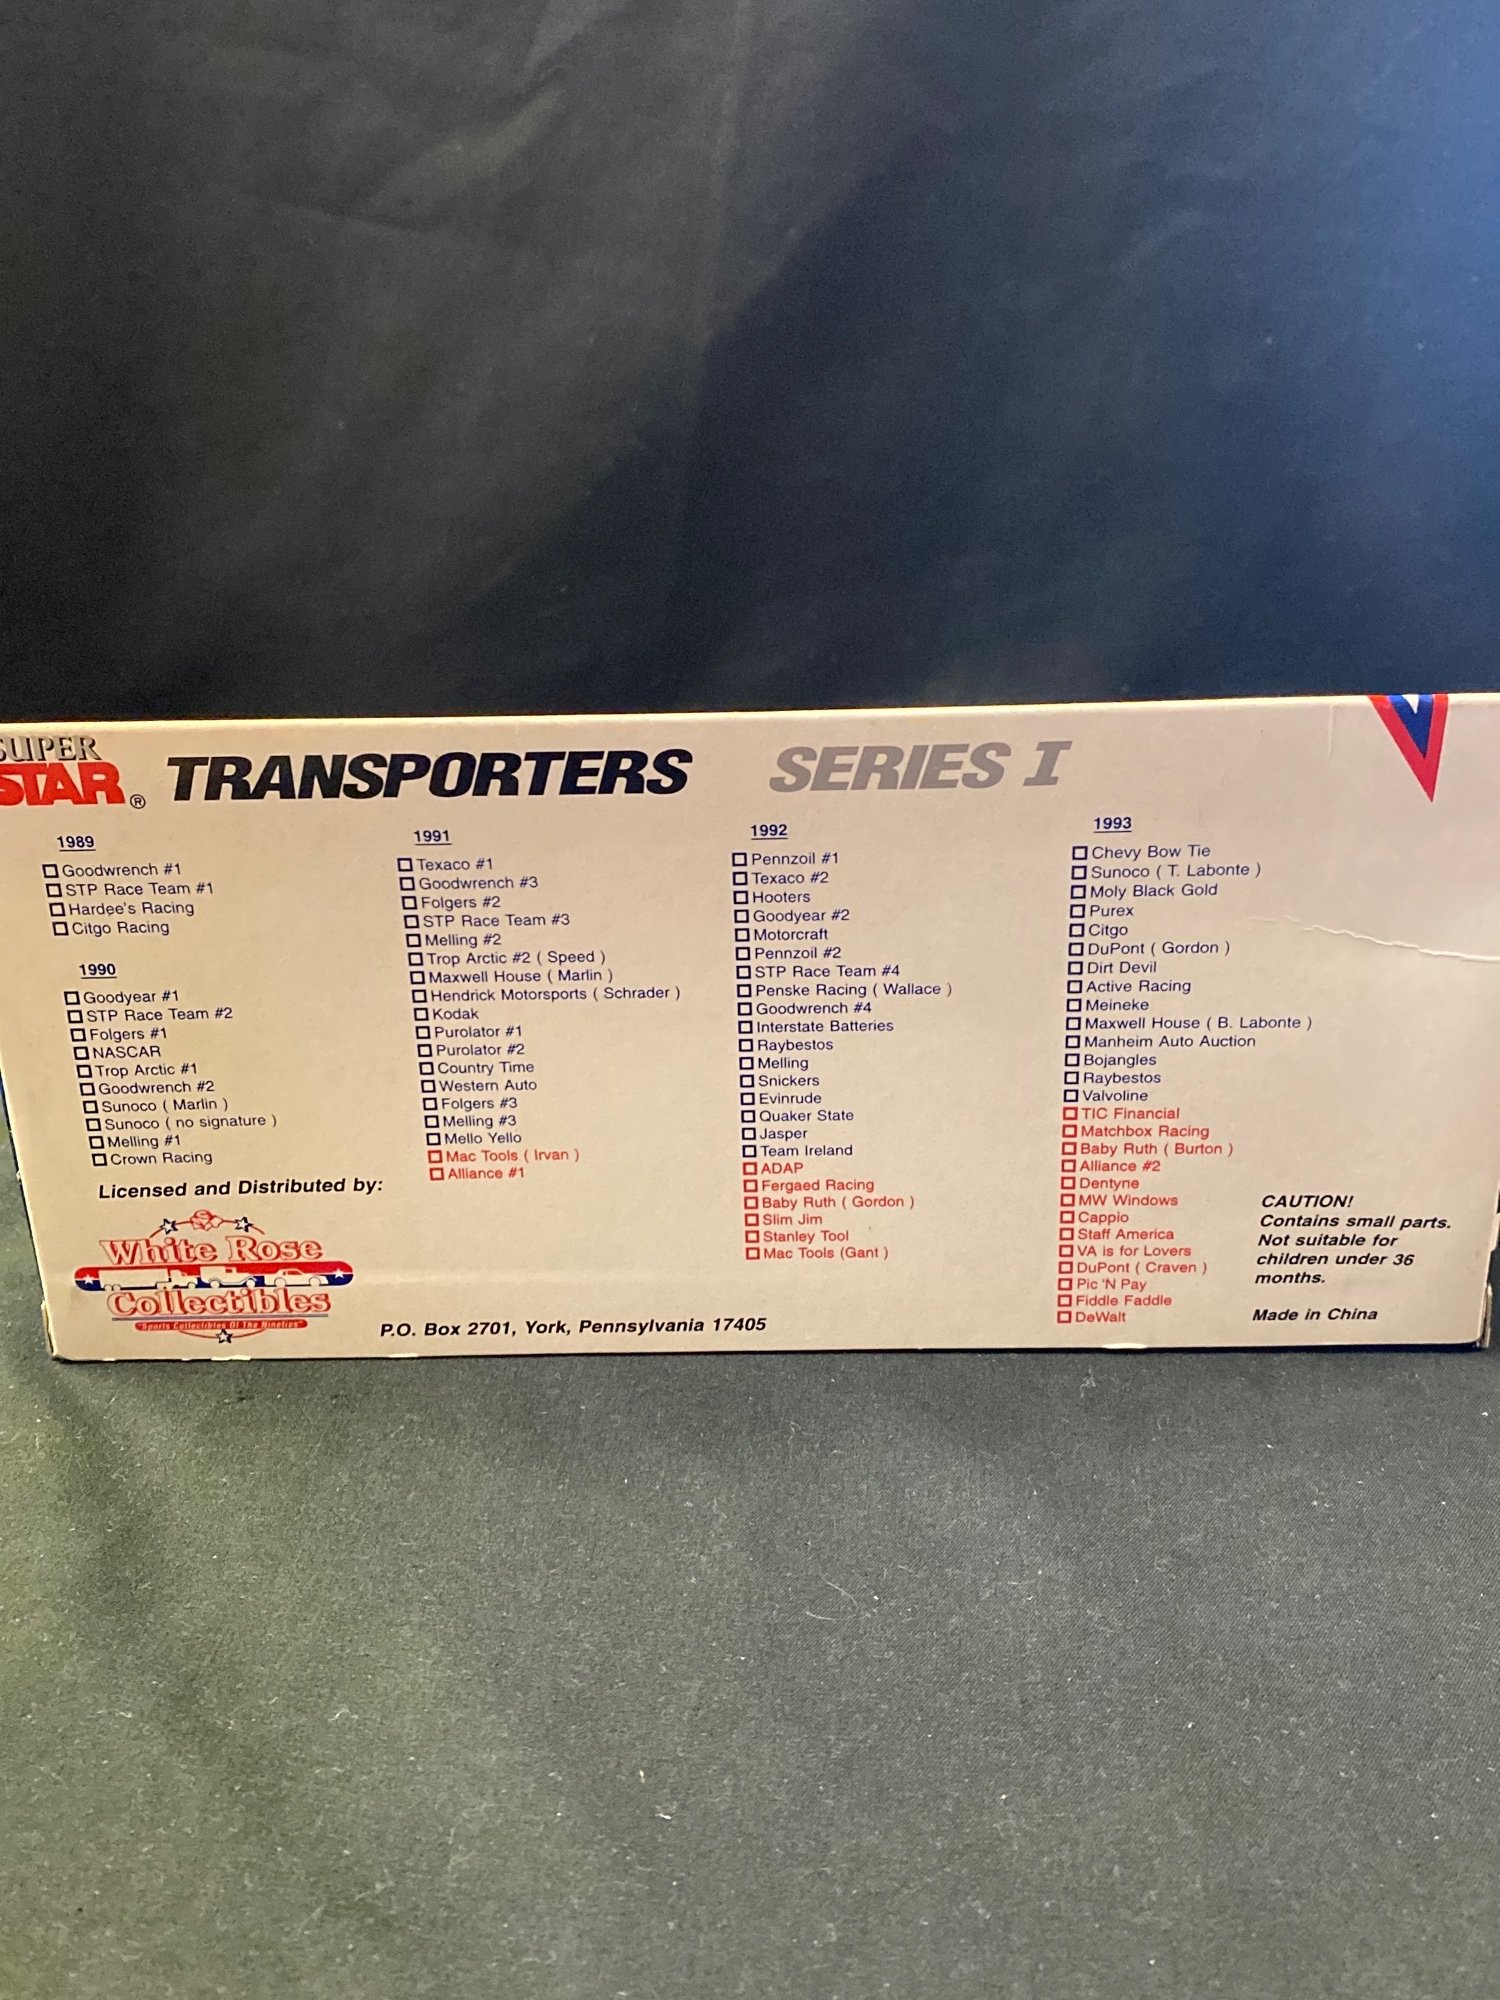 SUPER
STAR® TRANSPORTERS SERIES I
1989
Goodwrench #1
STP Race Team #1
Hardee's Racing
Citgo Racing
1990
Goodyear #1
STP Race Team #2
Folgers #1
NASCAR
Trop Arctic #1
Goodwrench #2
Sunoco ( Marlin )
Sunoco ( no signature )
Melling #1
Crown Racing
1991
Texaco #1
Goodwrench #3
Folgers #2
STP Race Team #3
Melling #2
Trop Arctic #2 ( Speed )
Maxwell House ( Marlin )
Hendrick Motorsports ( Schrader )
Kodak
Purolator #1
Purolator #2
Country Time
Western Auto
Folgers #3
Melling #3
Mello Yello
Mac Tools ( Irvan )
Alliance #1
1992
Pennzoil #1
Texaco #2
Hooters
Goodyear #2
Motorcraft
Pennzoil #2
STP Race Team #4
Penske Racing ( Wallace )
Goodwrench #4
Interstate Batteries
Raybestos
Melling
Snickers
Evinrude
Quaker State
Jasper
Team Ireland
ADAP
Fergaed Racing
Baby Ruth ( Gordon )
Slim Jim
Stanley Tool
Mac Tools (Gant )
1993
Chevy Bow Tie
Sunoco ( T. Labonte )
Moly Black Gold
Purex
Citgo
DuPont ( Gordon )
Dirt Devil
Active Racing
Meineke
Maxwell House ( B. Labonte )
Manheim Auto Auction
Bojangles
Raybestos
Valvoline
TIC Financial
Matchbox Racing
Baby Ruth ( Burton )
Alliance #2
Dentyne
MW Windows
Cappio
Staff America
VA is for Lovers
DuPont ( Craven )
Pic 'N Pay
Fiddle Faddle
DeWalt
Licensed and Distributed by:
White Rose
Collectibles
"Sports Collectibles Of The Nineties"
P.O. Box 2701, York, Pennsylvania 17405
CAUTION!
Contains small parts.
Not suitable for
children under 36
months.
Made in China